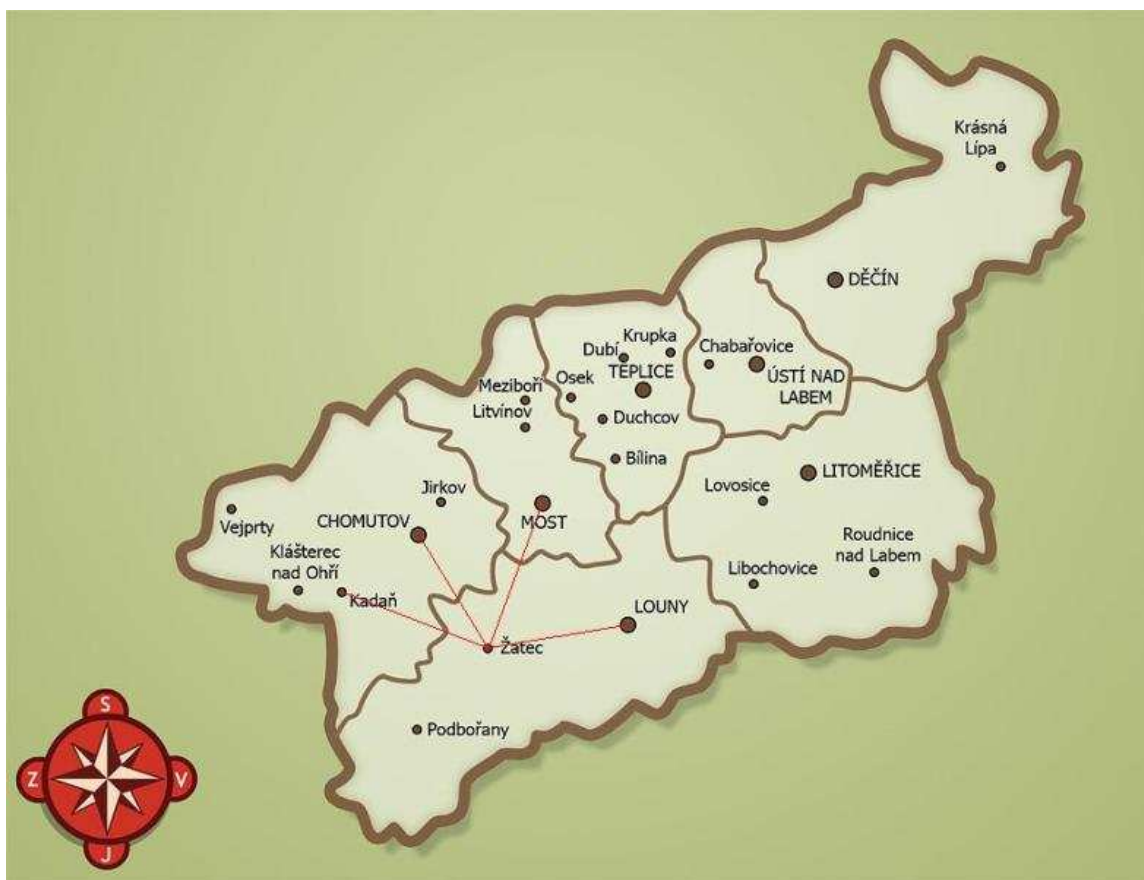 Krásná
Lípa
DĚČÍN
Krupka
Dubí
TEPLICE
Chabařovice
ÚSTÍ NAD
LABEM
Meziboří
Osek
Litvínov
Duchcov
Bílina
LITOMĚŘICE
Lovosice
Jirkov
Vejprty
CHOMUTOV
MOST
Roudnice
nad Labem
Klášterec
nad Ohří
Libochovice
Kadaň
LOUNY
Žatec
Podbořany
S
Z
V
J